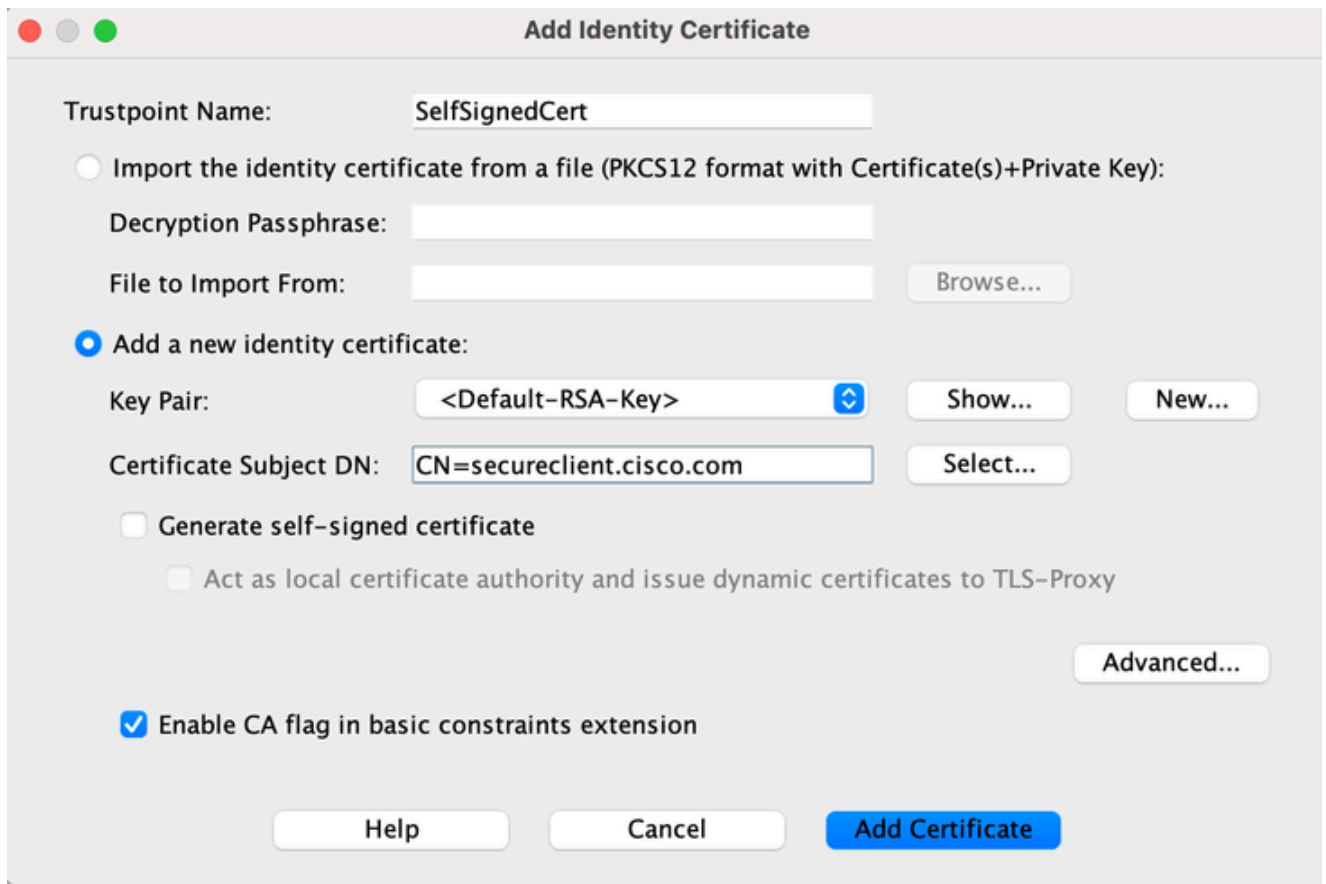 Add Identity Certificate
Trustpoint Name: SelfSignedCert
Import the identity certificate from a file (PKCS12 format with Certificate(s)+Private Key):
Decryption Passphrase:
File to Import From: Browse...
Add a new identity certificate:
Key Pair: <Default-RSA-Key> Show... New...
Certificate Subject DN: CN=secureclient.cisco.com Select...
Generate self-signed certificate
Act as local certificate authority and issue dynamic certificates to TLS-Proxy
Advanced...
Enable CA flag in basic constraints extension
Help Cancel Add Certificate